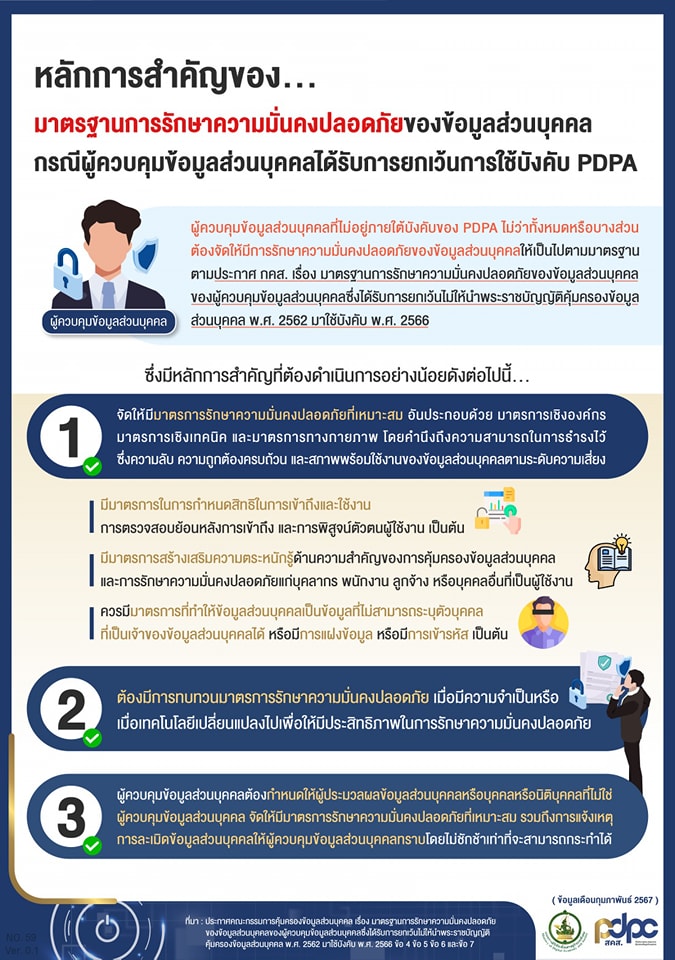 หลักการสำคัญของ...
มาตรฐานการรักษาความมั่นคงปลอดภัยของข้อมูลส่วนบุคคล
กรณีผู้ควบคุมข้อมูลส่วนบุคคลได้รับการยกเว้นการใช้บังคับ PDPA
ผู้ควบคุมข้อมูลส่วนบุคคลที่ไม่อยู่ภายใต้บังคับของ PDPA ไม่ว่าทั้งหมดหรือบางส่วน
ต้องจัดให้มีการรักษาความมั่นคงปลอดภัยของข้อมูลส่วนบุคคลให้เป็นไปตามมาตรฐาน
ตามประกาศ กคส. เรื่อง มาตรฐานการรักษาความมั่นคงปลอดภัยของข้อมูลส่วนบุคคล
ของผู้ควบคุมข้อมูลส่วนบุคคลซึ่งได้รับการยกเว้นไม่ให้นำพระราชบัญญัติคุ้มครองข้อมูล
ส่วนบุคคล พ.ศ. 2562 มาใช้บังคับ พ.ศ. 2566
ผู้ควบคุมข้อมูลส่วนบุคคล
ซึ่งมีหลักการสำคัญที่ต้องดำเนินการอย่างน้อยดังต่อไปนี้...
1
จัดให้มีมาตรการรักษาความมั่นคงปลอดภัยที่เหมาะสม อันประกอบด้วย มาตรการเชิงองค์กร
มาตรการเชิงเทคนิค และมาตรการทางกายภาพ โดยคำนึงถึงความสามารถในการธำรงไว้
ซึ่งความลับ ความถูกต้องครบถ้วน และสภาพพร้อมใช้งานของข้อมูลส่วนบุคคลตามระดับความเสี่ยง
มีมาตรการในการกำหนดสิทธิในการเข้าถึงและใช้งาน
การตรวจสอบย้อนหลังการเข้าถึง และการพิสูจน์ตัวตนผู้ใช้งาน เป็นต้น
มีมาตรการสร้างเสริมความตระหนักรู้ด้านความสำคัญของการคุ้มครองข้อมูลส่วนบุคคล
และการรักษาความมั่นคงปลอดภัยแก่บุคลากร พนักงาน ลูกจ้าง หรือบุคคลอื่นที่เป็นผู้ใช้งาน
ควรมีมาตรการที่ทำให้ข้อมูลส่วนบุคคลเป็นข้อมูลที่ไม่สามารถระบุตัวบุคคล
ที่เป็นเจ้าของข้อมูลส่วนบุคคลได้ หรือมีการแฝงข้อมูล หรือมีการเข้ารหัส เป็นต้น
2
ต้องมีการทบทวนมาตรการรักษาความมั่นคงปลอดภัย เมื่อมีความจำเป็นหรือ
เมื่อเทคโนโลยีเปลี่ยนแปลงไปเพื่อให้มีประสิทธิภาพในการรักษาความมั่นคงปลอดภัย
3
ผู้ควบคุมข้อมูลส่วนบุคคลต้องกำหนดให้ผู้ประมวลผลข้อมูลส่วนบุคคลหรือบุคคลหรือนิติบุคคลที่ไม่ใช่
ผู้ควบคุมข้อมูลส่วนบุคคล จัดให้มีมาตรการรักษาความมั่นคงปลอดภัยที่เหมาะสม รวมถึงการแจ้งเหตุ
การละเมิดข้อมูลส่วนบุคคลให้ผู้ควบคุมข้อมูลส่วนบุคคลทราบโดยไม่ชักช้าเท่าที่จะสามารถกระทำได้
( ข้อมูลเดือนกุมภาพันธ์ 2567 )
ที่มา : ประกาศคณะกรรมการคุ้มครองข้อมูลส่วนบุคคล เรื่อง มาตรฐานการรักษาความมั่นคงปลอดภัย
ของข้อมูลส่วนบุคคลของผู้ควบคุมข้อมูลส่วนบุคคลซึ่งได้รับการยกเว้นไม่ให้นำพระราชบัญญัติ
คุ้มครองข้อมูลส่วนบุคคล พ.ศ. 2562 มาใช้บังคับ พ.ศ. 2566 ข้อ 4 ข้อ 5 ข้อ 6 และข้อ 7
pdpc
สคส.
NO. 59
Ver. 0.1